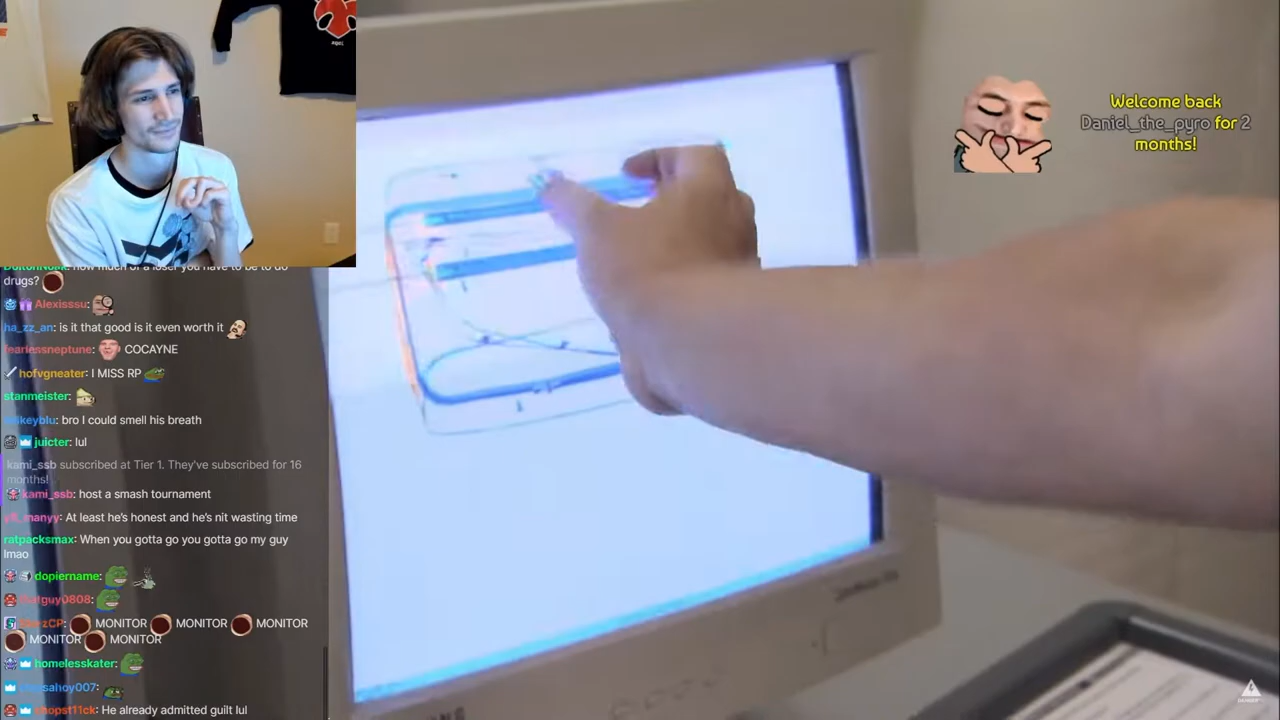 Welcome back
Daniel_the_pyro for 2
months!
how much of a loser you have to be to do
drugs?
Alexisssu:
ha_zz_an: is it that good is it even worth it
fearlessneptune: COCAYNE
hofvgneater: I MISS RP
stanmeister:
bro I could smell his breath
juicter: lul
kami_ssb subscribed at Tier 1. They've subscribed for 16
months!
kami_ssb: host a smash tournament
At least he's honest and he's nit wasting time
ratpacksmax: When you gotta go you gotta go my guy
lmao
dopiername:
MONITOR MONITOR MONITOR
MONITOR MONITOR
homelesskater:
He already admitted guilt lul